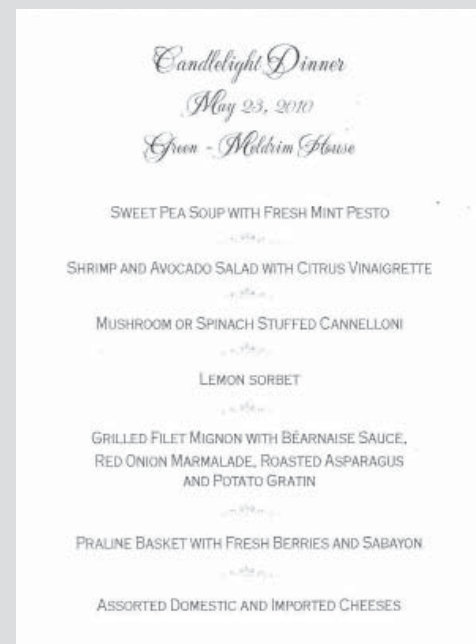 Candlelight Dinner
May 23, 2010
Green - Meldrim House
SWEET PEA SOUP WITH FRESH MINT PESTO
SHRIMP AND AVOCADO SALAD WITH CITRUS VINAIGRETTE
MUSHROOM OR SPINACH STUFFED CANNELLONI
LEMON SORBET
GRILLED FILET MIGNON WITH BÉARNAISE SAUCE,
RED ONION MARMALADE, ROASTED ASPARAGUS
AND POTATO GRATIN
PRALINE BASKET WITH FRESH BERRIES AND SABAYON
ASSORTED DOMESTIC AND IMPORTED CHEESES